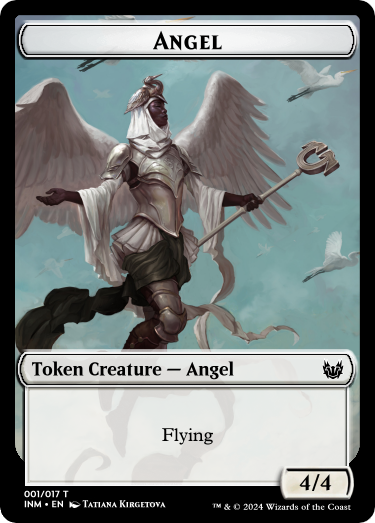 Angel
Token Creature — Angel
Flying
4/4
001/017 T
INM • EN Tatiana Kirgetova
™ & © 2024 Wizards of the Coast